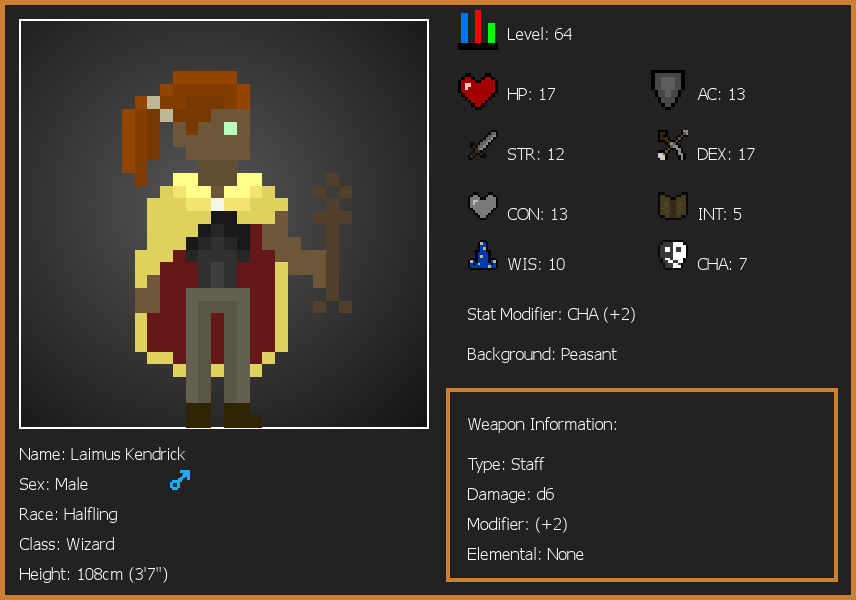 Level: 64
HP: 17
AC: 13
STR: 12
DEX: 17
CON: 13
INT: 5
WIS: 10
CHA: 7
Stat Modifier: CHA (+2)
Background: Peasant
Weapon Information:
Type: Staff
Damage: d6
Modifier: (+2)
Elemental: None
Name: Laimus Kendrick
Sex: Male
Race: Halfling
Class: Wizard
Height: 108cm (3'7")